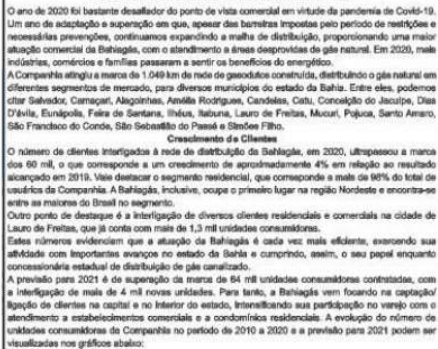 O ano de 2020 foi bastante desafiador do ponto de vista comercial em virtude da pandemia de Covid-19.
Um ano de adaptação e superação em que, apesar das barreiras impostas pelo período de restrições e
necessárias prevenções, continuamos expandindo a malha de distribuição, proporcionando uma maior
atuação comercial da Bahiagás, com o atendimento a áreas desprovidas de gás natural. Em 2020, mais
indústrias, comércios e famílias passaram a sentir os benefícios do energético.
A Companhia atingiu a marca de 1.049 km de rede de gasodutos construída, distribuindo o gás natural em
diferentes segmentos de mercado, para diversos municípios do estado da Bahia. Entre eles, podemos
citar Salvador, Camaçari, Alagoinhas, Amélia Rodrigues, Candeias, Catu, Conceição do Jacuípe, Dias
D'ávila, Eunápolis, Feira de Santana, Ilhéus, Itabuna, Lauro de Freitas, Mucuri, Pojuca, Santo Amaro,
São Francisco do Conde, São Sebastião do Passé e Simões Filho.
Crescimento de Clientes
O número de clientes interligados à rede de distribuição da Bahiagás, em 2020, ultrapassou a marca
dos 60 mil, o que corresponde a um crescimento de aproximadamente 4% em relação ao resultado
alcançado em 2019. Vale destacar o segmento residencial, que corresponde a mais de 98% do total de
usuários da Companhia. A Bahiagás, inclusive, ocupa o primeiro lugar na região Nordeste e encontra-se
entre as maiores do Brasil no segmento.
Outro ponto de destaque é a interligação de diversos clientes residenciais e comerciais na cidade de
Lauro de Freitas, que já conta com mais de 1,3 mil unidades consumidoras.
Estes números evidenciam que a atuação da Bahiagás é cada vez mais eficiente, exercendo sua
atividade com importantes avanços no estado da Bahia e cumprindo, assim, o seu papel enquanto
concessionária estadual de distribuição de gás canalizado.
A previsão para 2021 é de superação da marca de 64 mil unidades consumidoras contratadas, com
a interligação de mais de 4 mil novas unidades. Para tanto, a Bahiagás vem focando na captação/
ligação de clientes na capital e no interior do estado, intensificando sua participação no varejo com o
atendimento a estabelecimentos comerciais e a condomínios residenciais. A evolução do número de
unidades consumidoras da Companhia no período de 2010 a 2020 e a previsão para 2021 podem ser
visualizadas nos gráficos abaixo: